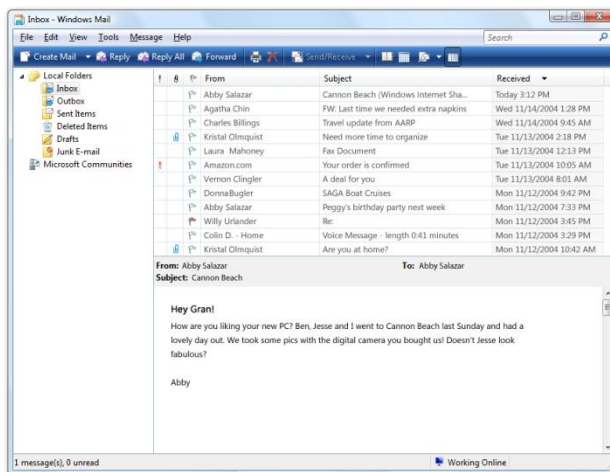 Inbox - Windows Mail
File Edit View Tools Message Help
Search
Create Mail Reply Reply All Forward Send/Receive
Local Folders
Inbox
Outbox
Sent Items
Deleted Items
Drafts
Junk E-mail
Microsoft Communities
! From Subject Received
Abby Salazar Cannon Beach (Windows Internet Sha... Today 3:12 PM
Agatha Chin FW: Last time we needed extra napkins Wed 11/14/2004 1:28 PM
Charles Billings Travel update from AARP Wed 11/14/2004 9:45 AM
Kristal Olmquist Need more time to organize Tue 11/13/2004 2:18 PM
Laura Mahoney Fax Document Tue 11/13/2004 12:13 PM
! Amazon.com Your order is confirmed Tue 11/13/2004 10:05 AM
Vernon Clingler A deal for you Tue 11/13/2004 8:01 AM
DonnaBugler SAGA Boat Cruises Mon 11/12/2004 9:42 PM
Abby Salazar Peggy's birthday party next week Mon 11/12/2004 7:33 PM
Willy Urlander Re: Mon 11/12/2004 3:45 PM
Colin D. - Home Voice Message - length 0:41 minutes Mon 11/12/2004 3:29 PM
Kristal Olmquist Are you at home? Mon 11/12/2004 10:42 AM
From: Abby Salazar To: Abby Salazar
Subject: Cannon Beach
Hey Gran!
How are you liking your new PC? Ben, Jesse and I went to Cannon Beach last Sunday and had a
lovely day out. We took some pics with the digital camera you bought us! Doesn't Jesse look
fabulous?
Abby
1 message(s), 0 unread Working Online